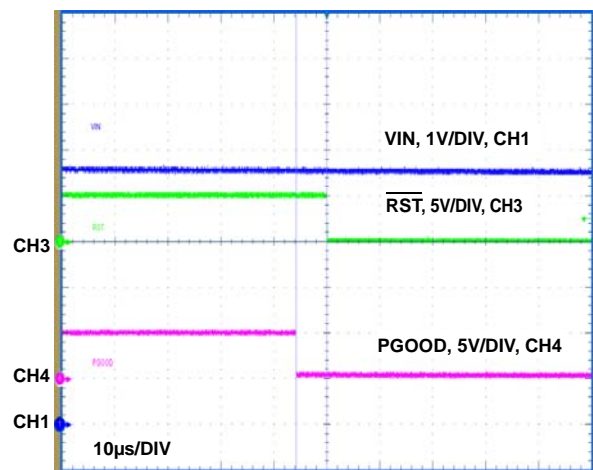 VIN
VIN, 1V/DIV, CH1
RST, 5V/DIV, CH3
RST
CH3
PGOOD, 5V/DIV, CH4
PGOOD
CH4
CH1
10µs/DIV